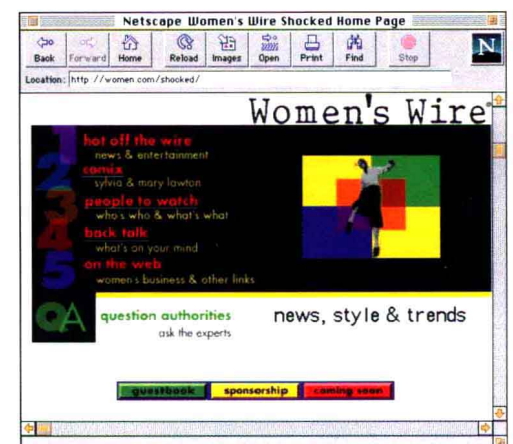 Netscape Women's Wire Shocked Home Page
Back Forward Home Reload Images Open Print Find Stop N
Location: http://women.com/shocked/
Women's Wire
1 hot off the wire
news & entertainment
2 comix
sylvia & mary lawton
3 people to watch
who's who & what's what
4 back talk
what's on your mind
5 on the web
women's business & other links
QA question authorities
ask the experts
news, style & trends
guestbook sponsorship coming soon